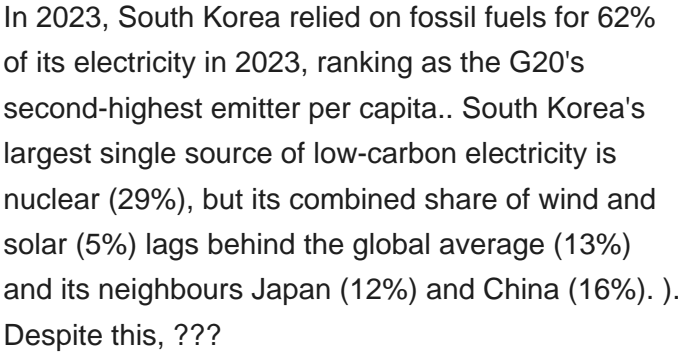 In 2023, South Korea relied on fossil fuels for 62%
of its electricity in 2023, ranking as the G20's
second-highest emitter per capita.. South Korea's
largest single source of low-carbon electricity is
nuclear (29%), but its combined share of wind and
solar (5%) lags behind the global average (13%)
and its neighbours Japan (12%) and China (16%). ).
Despite this, ???